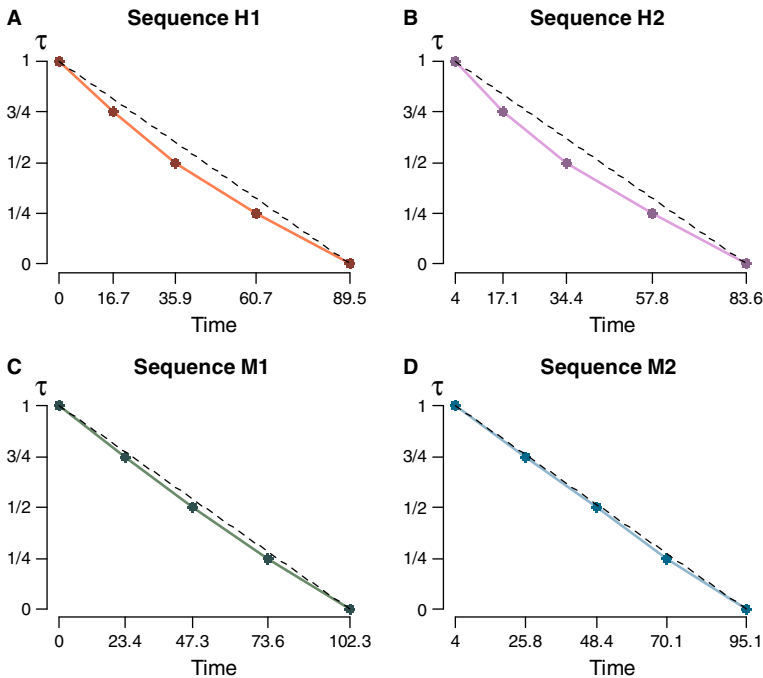 A
Sequence H1
τ
1
3/4
1/2
1/4
0
0 16.7 35.9 60.7 89.5
Time
B
Sequence H2
τ
1
3/4
1/2
1/4
0
4 17.1 34.4 57.8 83.6
Time
C
Sequence M1
τ
1
3/4
1/2
1/4
0
0 23.4 47.3 73.6 102.3
Time
D
Sequence M2
τ
1
3/4
1/2
1/4
0
4 25.8 48.4 70.1 95.1
Time